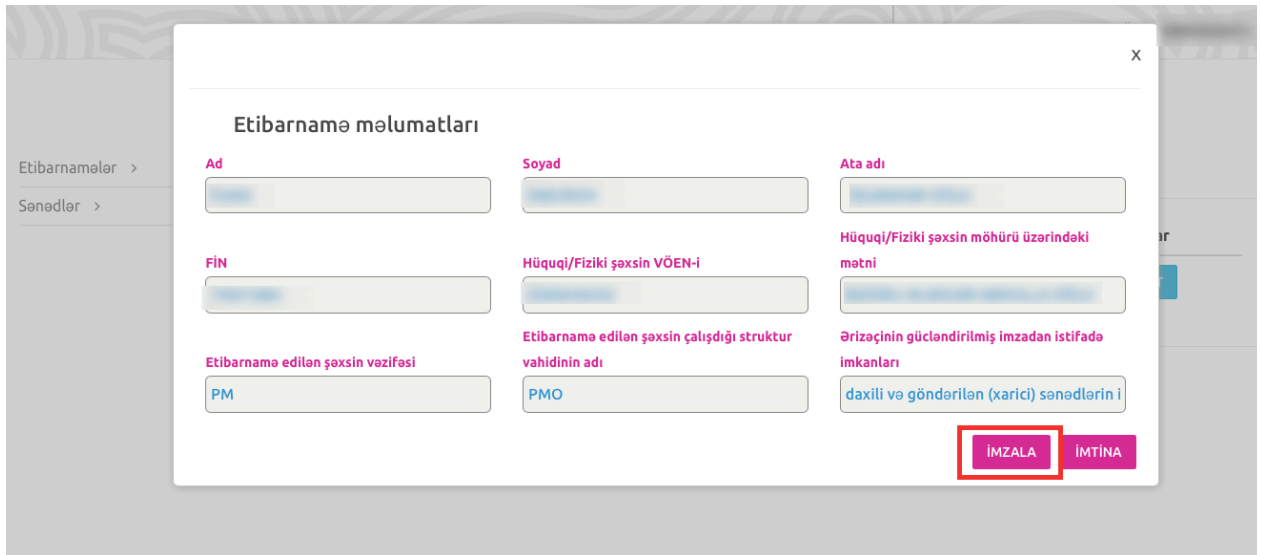 X
Etibarnamə məlumatları
Etibarnamələr >
Sənədlər >
Ad
Soyad
Ata adı
FİN
Hüquqi/Fiziki şəxsin VÖEN-i
Hüquqi/Fiziki şəxsin möhürü üzərindəki
mətni
ar
Etibarnamə edilən şəxsin vəzifəsi
Etibarnamə edilən şəxsin çalışdığı struktur
vahidinin adı
Ərizəçinin gücləndirilmiş imzadan istifadə
imkanları
PM
PMO
daxili və göndərilən (xarici) sənədlərin i
İMZALA
İMTİNA